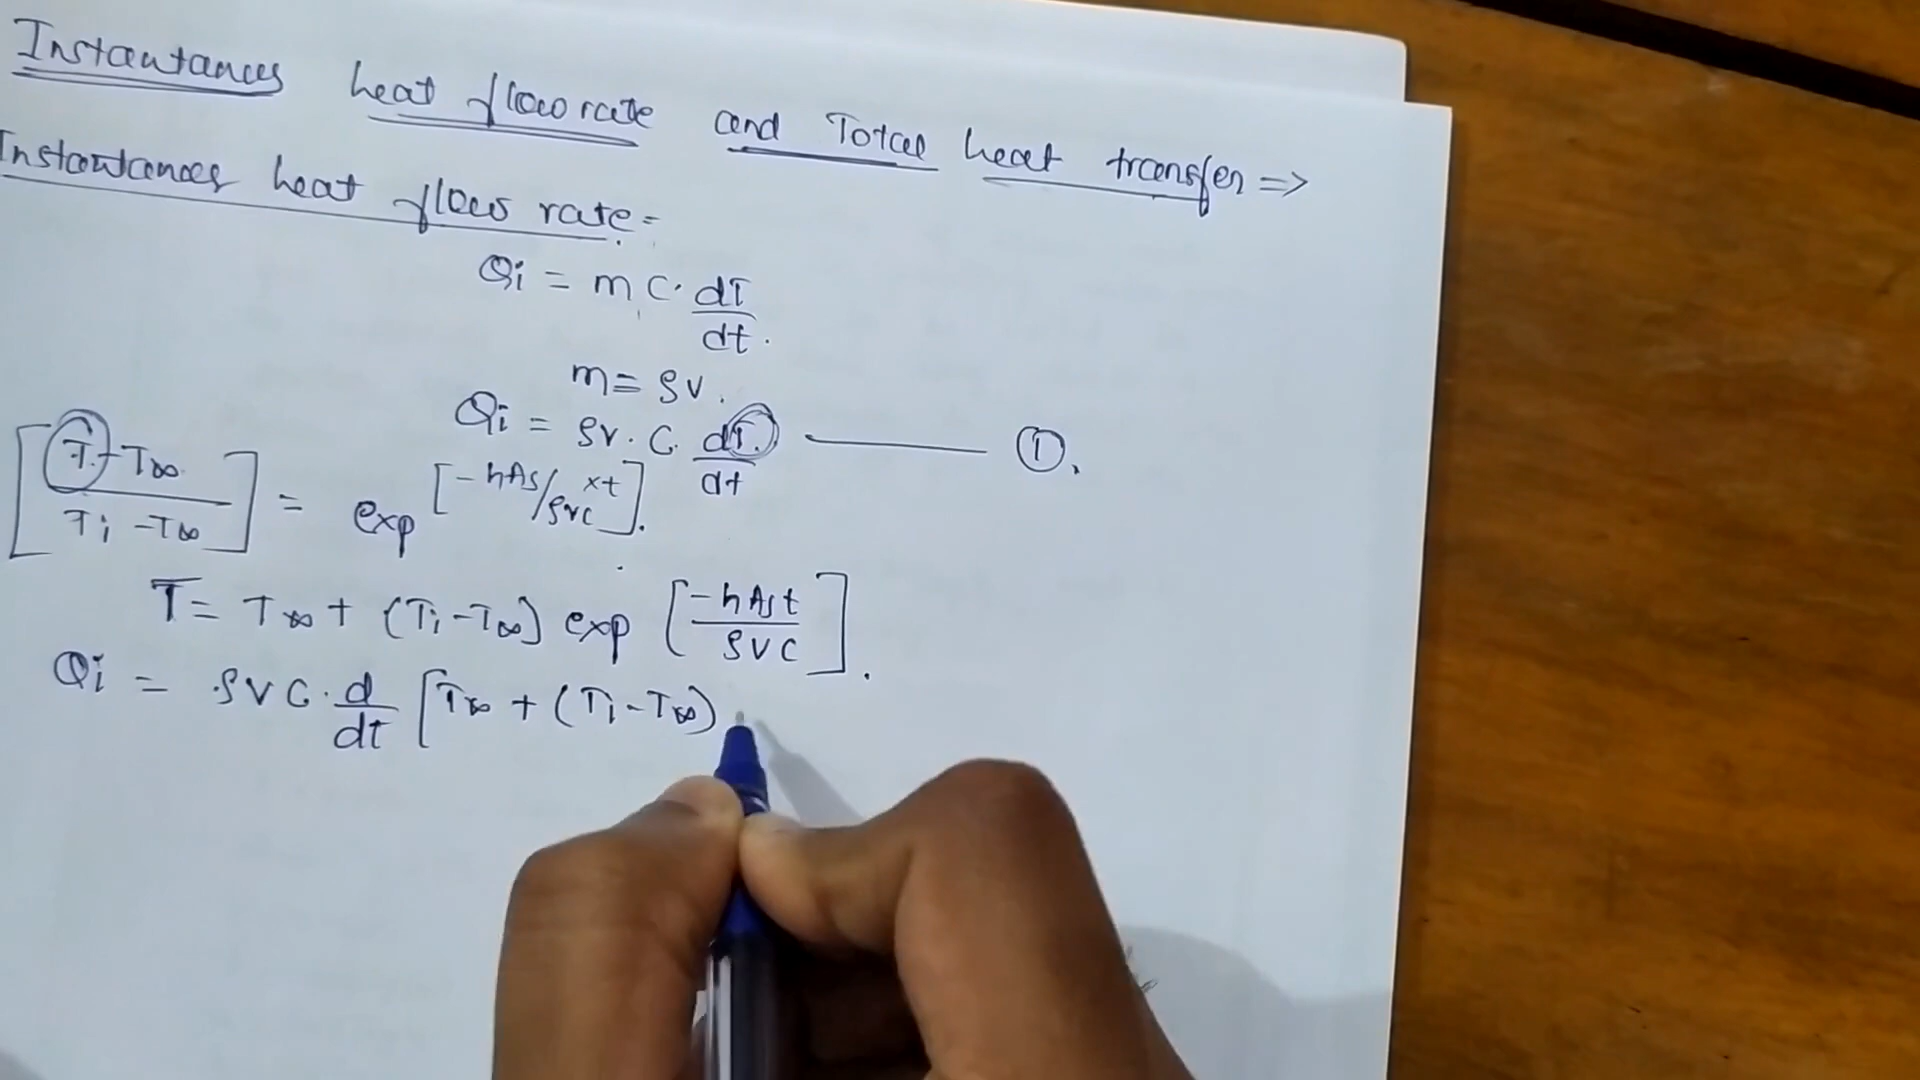 Instantances heat flow rate and Total heat transfer =>
Instantances heat flow rate =
Qi = m c · dT/dt .
m = ρv .
Qi = ρv · C · dT/dt ——— ①.
[T - T∞ / Ti - T∞] = exp [-hAs/ρvc × t] .
T = T∞ + (Ti - T∞) exp [-hAst / ρVC] .
Qi = ρVC · d/dt [T∞ + (Ti - T∞)